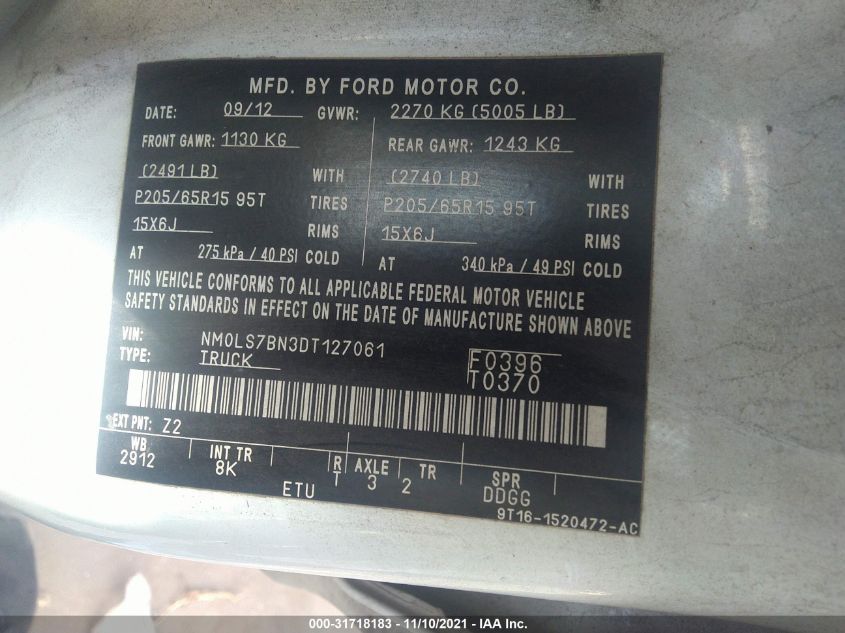 MFD. BY FORD MOTOR CO.
DATE: 09/12 GVWR: 2270 KG (5005 LB)
FRONT GAWR: 1130 KG REAR GAWR: 1243 KG
(2491 LB) WITH (2740 LB) WITH
P205/65R15 95T TIRES P205/65R15 95T TIRES
15X6J RIMS 15X6J RIMS
AT 275 kPa / 40 PSI COLD AT 340 kPa / 49 PSI COLD
THIS VEHICLE CONFORMS TO ALL APPLICABLE FEDERAL MOTOR VEHICLE
SAFETY STANDARDS IN EFFECT ON THE DATE OF MANUFACTURE SHOWN ABOVE
VIN: NM0LS7BN3DT127061 F0396
TYPE: TRUCK T0370
EXT PNT: Z2
WB INT TR R AXLE TR SPR
2912 8K T 3 2 DDGG
ETU 9T16-1520472-AC
000-31718183 - 11/10/2021 - IAA Inc.